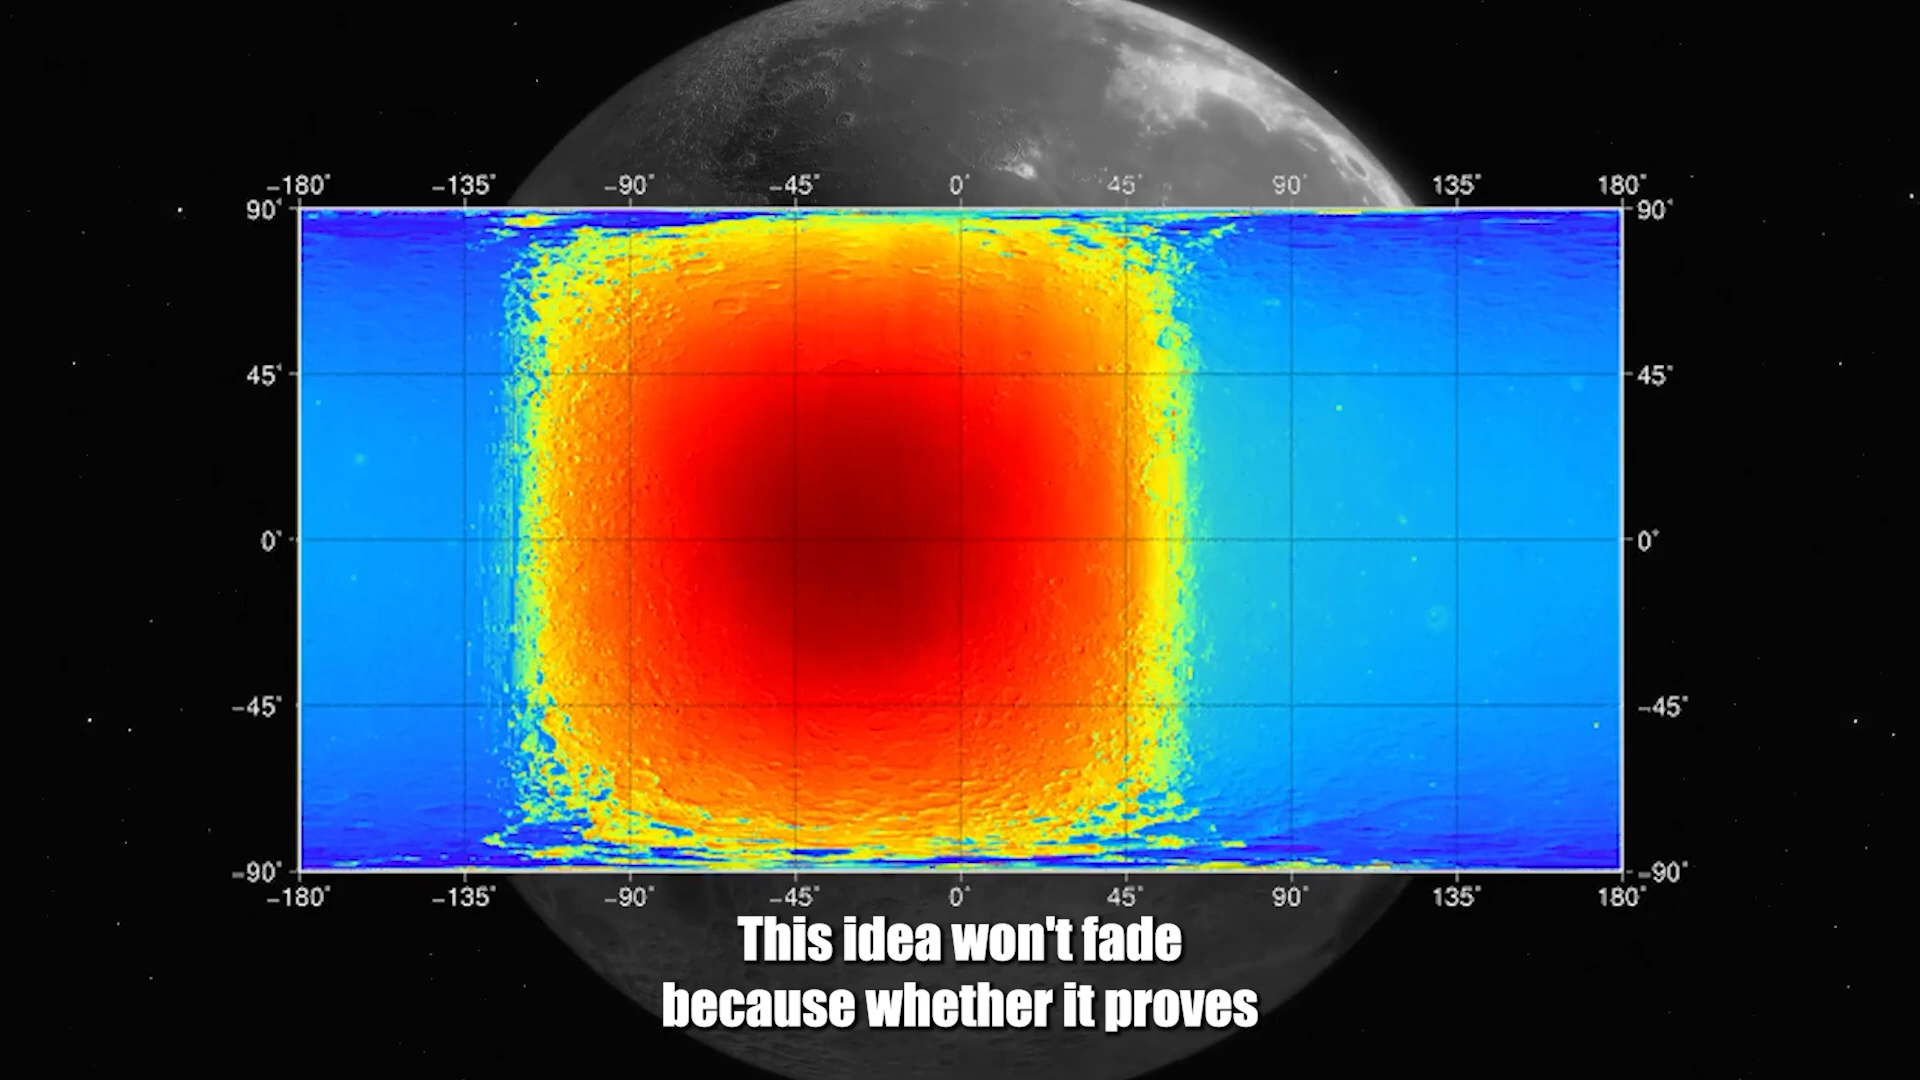 −180° −135° −90° −45° 0° 45° 90° 135° 180°
90° 90°
45° 45°
0° 0°
−45° −45°
−90° −90°
−180° −135° −90° −45° 0° 45° 90° 135° 180°
This idea won't fade
because whether it proves